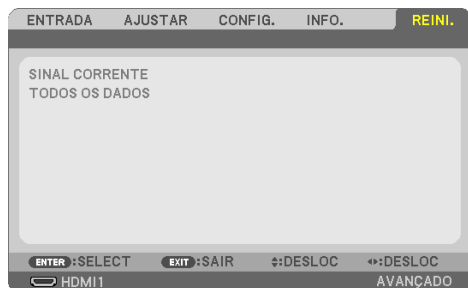 ENTRADA AJUSTAR CONFIG. INFO. REINI.
SINAL CORRENTE
TODOS OS DADOS
ENTER :SELECT EXIT :SAIR :DESLOC :DESLOC
HDMI1 AVANÇADO